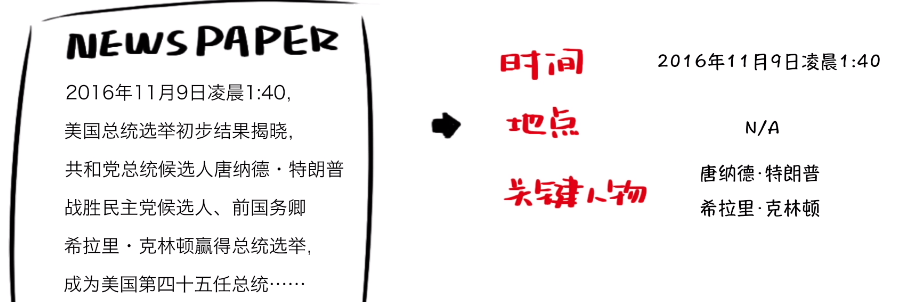 NEWSPAPER
2016年11月9日凌晨1:40,
美国总统选举初步结果揭晓,
共和党总统候选人唐纳德·特朗普
战胜民主党候选人、前国务卿
希拉里·克林顿赢得总统选举,
成为美国第四十五任总统……
时间 2016年11月9日凌晨1:40
地点 N/A
关键人物 唐纳德·特朗普
希拉里·克林顿